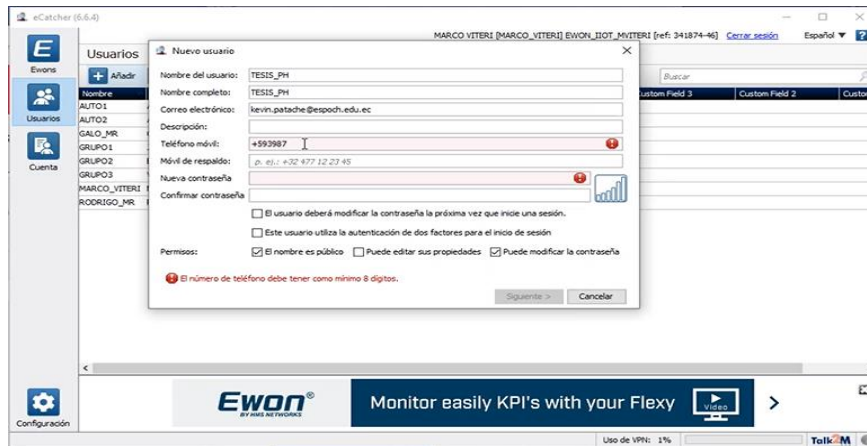 eCatcher (6.6.4)
MARCO VITERI [MARCO_VITERI] EWON_IIOT_MVITERI [ref: 341874-46] Cerrar sesión Español
Ewons
Usuarios
Cuenta
Configuración
Usuarios
Añadir
Buscar
Nombre
Custom Field 3 Custom Field 2
AUTO1
AUTO2
GALO_MR
GRUPO1
GRUPO2
GRUPO3
MARCO_VITERI
RODRIGO_MR
Nuevo usuario
Nombre del usuario: TESIS_PH
Nombre completo: TESIS_PH
Correo electrónico: kevin.patache@espoch.edu.ec
Descripción:
Teléfono móvil: +593987
Móvil de respaldo: p. ej.: +32 477 12 23 45
Nueva contraseña
Confirmar contraseña
El usuario deberá modificar la contraseña la próxima vez que inicie una sesión.
Este usuario utiliza la autenticación de dos factores para el inicio de sesión
Permisos: El nombre es público Puede editar sus propiedades Puede modificar la contraseña
El número de teléfono debe tener como mínimo 8 dígitos.
Siguiente > Cancelar
Ewon®
BY HMS NETWORKS
Monitor easily KPI's with your Flexy
Video
Uso de VPN: 1%
Talk2M